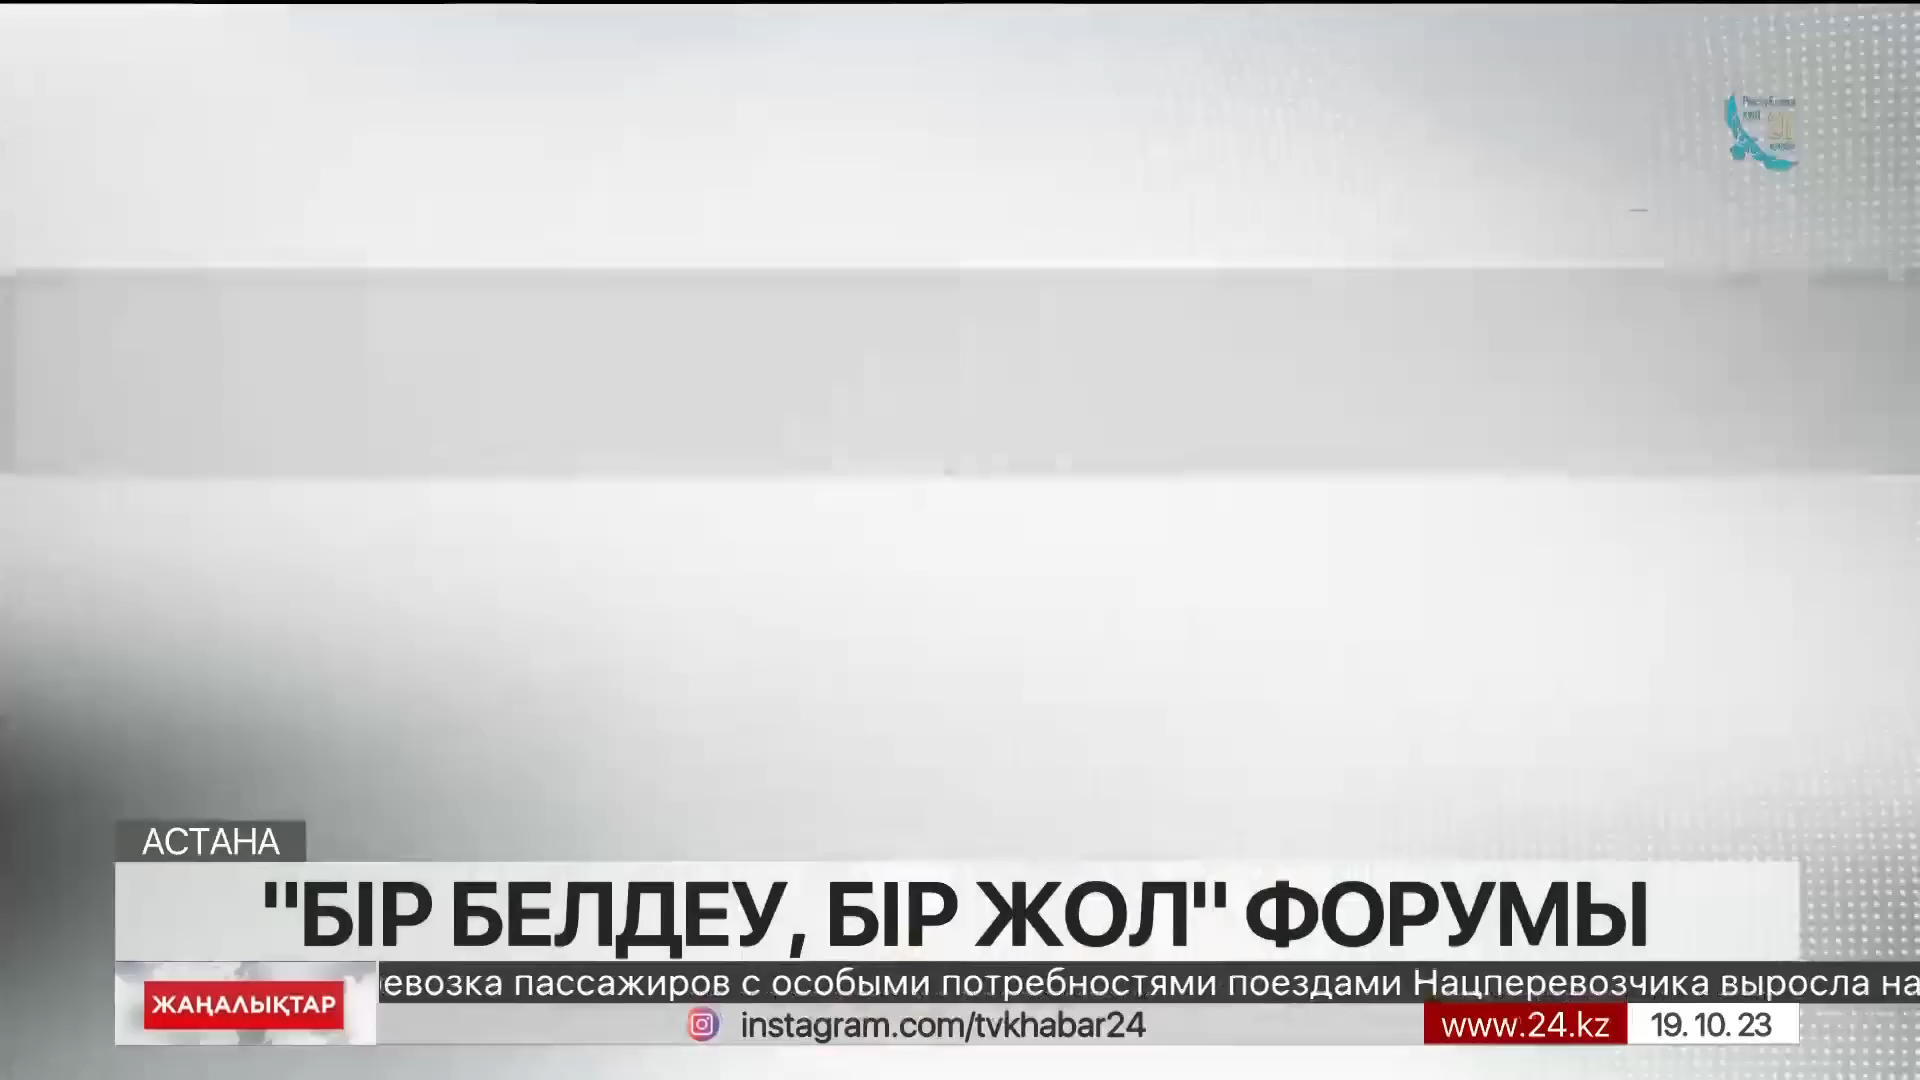 АСТАНА
"БІР БЕЛДЕУ, БІР ЖОЛ" ФОРУМЫ
евозка пассажиров с особыми потребностями поездами Нацперевозчика выросла на
ЖАҢАЛЫҚТАР
instagram.com/tvkhabar24
www.24.kz
19.10.23